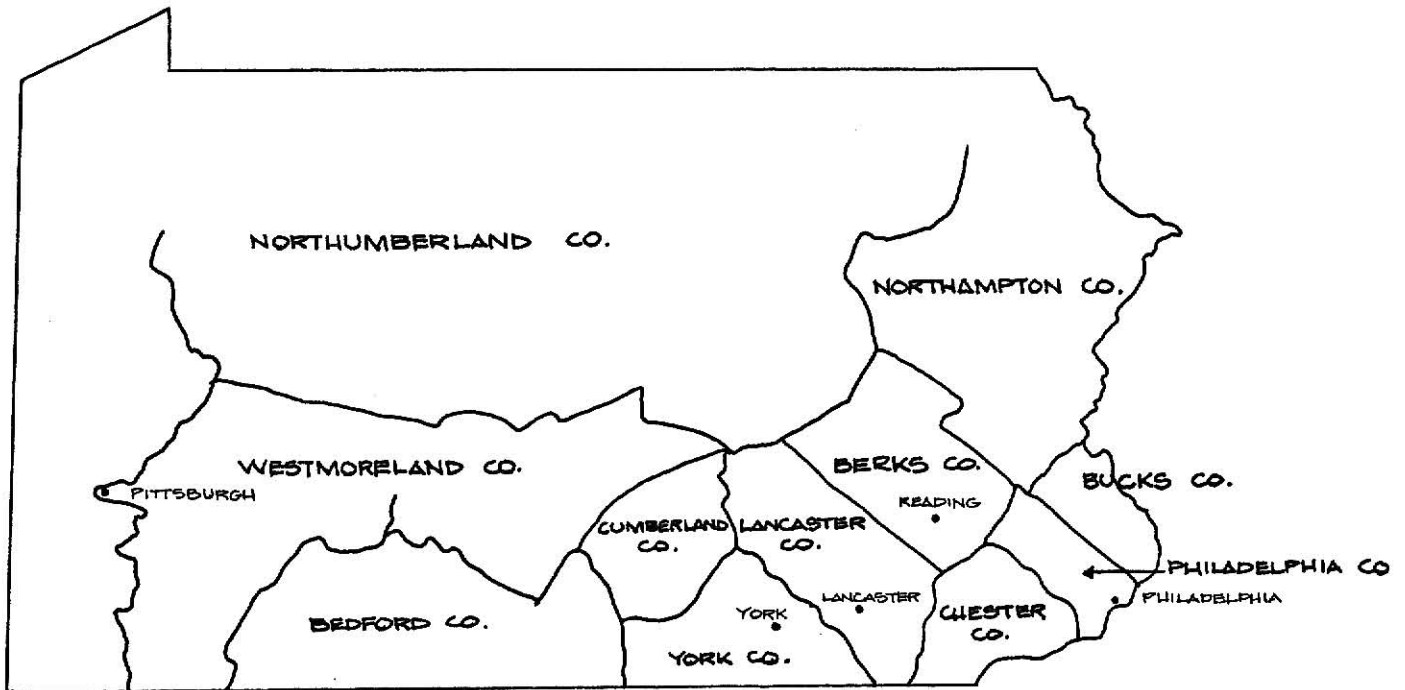 NORTHUMBERLAND CO.
NORTHAMPTON CO.
WESTMORELAND CO.
PITTSBURGH
BERKS CO.
READING
BUCKS CO.
CUMBERLAND
CO.
LANCASTER
CO.
PHILADELPHIA CO
PHILADELPHIA
BEDFORD CO.
YORK
YORK CO.
LANCASTER
CHESTER
CO.